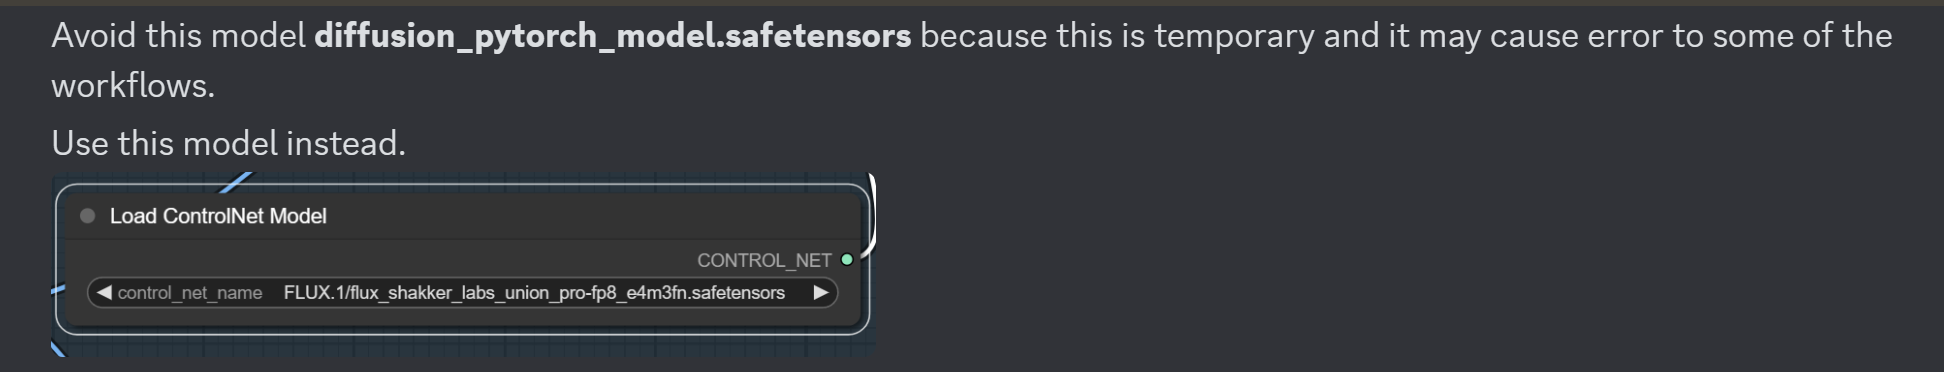 Avoid this model diffusion_pytorch_model.safetensors because this is temporary and it may cause error to some of the
workflows.
Use this model instead.
Load ControlNet Model
CONTROL_NET
control_net_name FLUX.1/flux_shakker_labs_union_pro-fp8_e4m3fn.safetensors